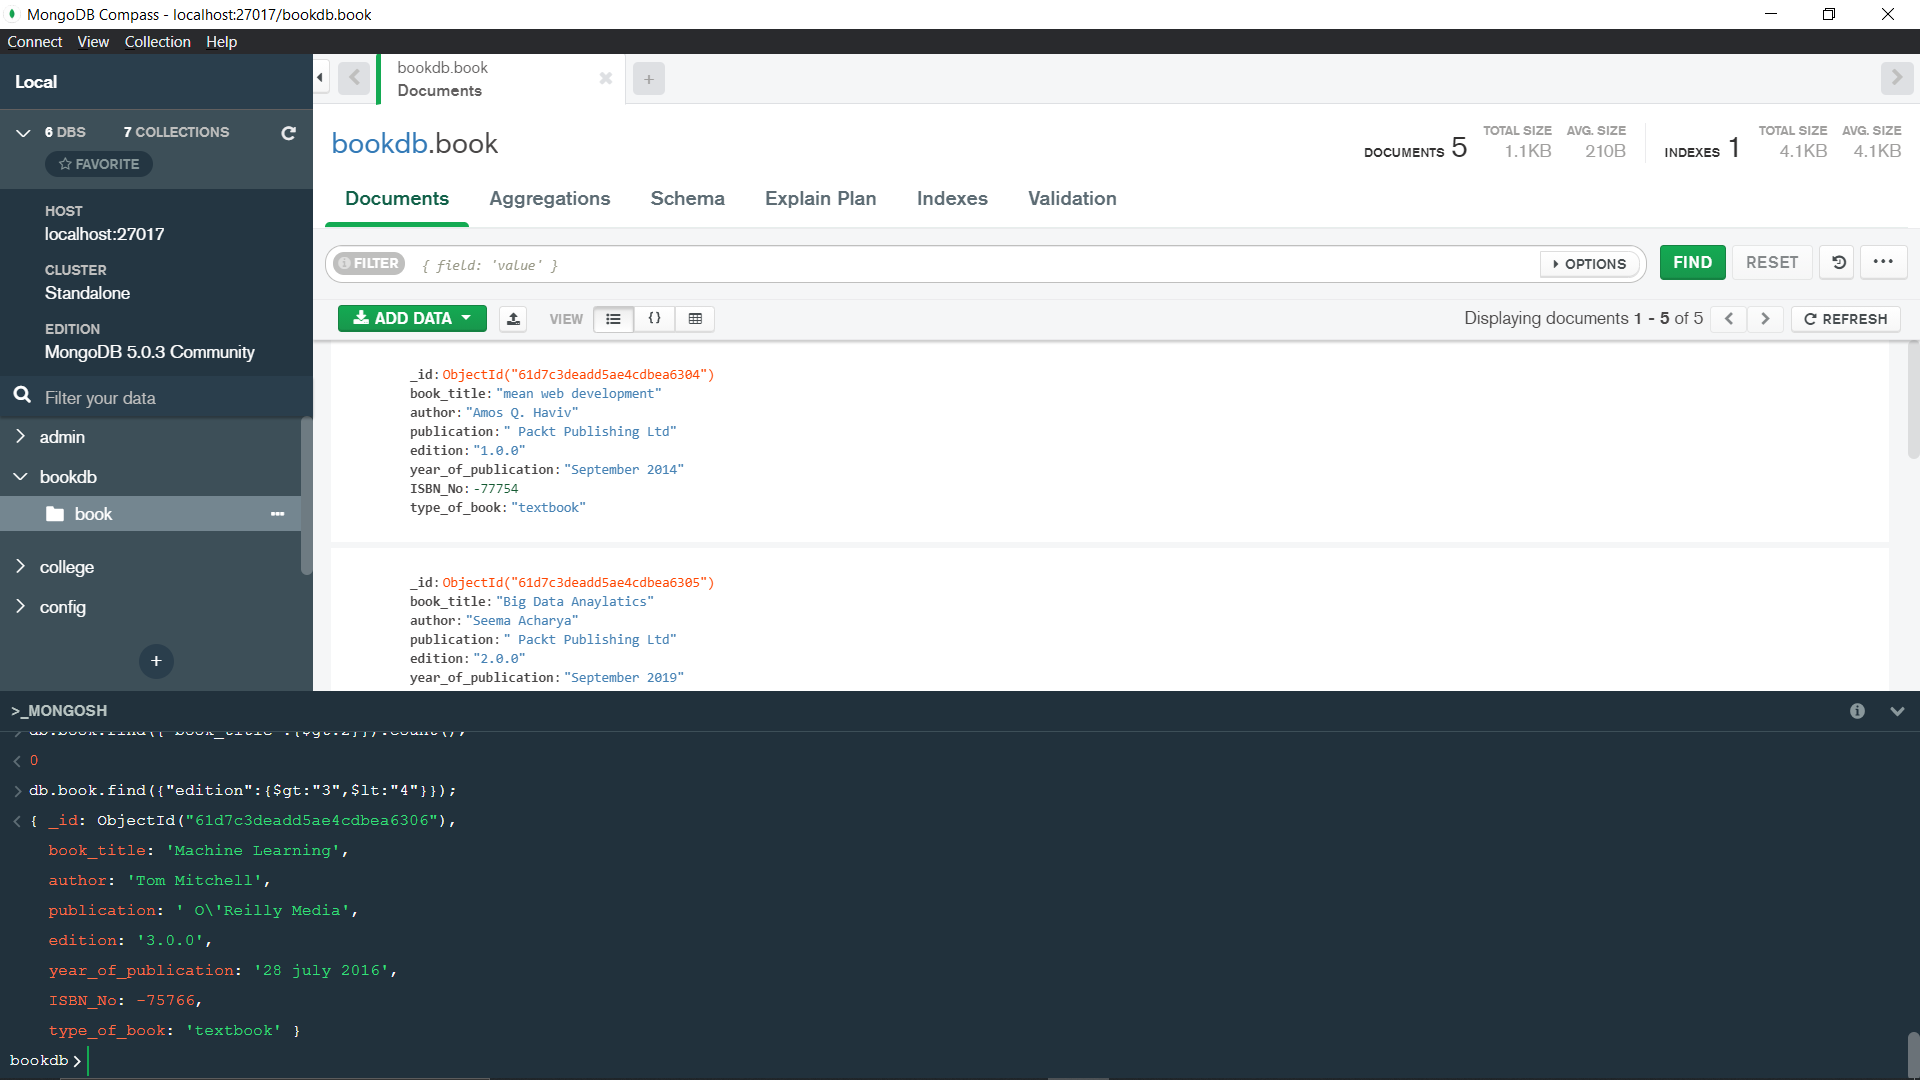 MongoDB Compass - localhost:27017/bookdb.book
Connect View Collection Help
Local
6 DBS 7 COLLECTIONS
FAVORITE
HOST
localhost:27017
CLUSTER
Standalone
EDITION
MongoDB 5.0.3 Community
Filter your data
admin
bookdb
book
college
config
+
bookdb.book
Documents
+
bookdb.book
DOCUMENTS 5
TOTAL SIZE 1.1KB
AVG. SIZE 210B
INDEXES 1
TOTAL SIZE 4.1KB
AVG. SIZE 4.1KB
Documents Aggregations Schema Explain Plan Indexes Validation
FILTER { field: 'value' } OPTIONS FIND RESET
ADD DATA VIEW {} Displaying documents 1 - 5 of 5 REFRESH
_id: ObjectId("61d7c3deadd5ae4cdbea6304")
book_title: "mean web development"
author: "Amos Q. Haviv"
publication: " Packt Publishing Ltd"
edition: "1.0.0"
year_of_publication: "September 2014"
ISBN_No: -77754
type_of_book: "textbook"
_id: ObjectId("61d7c3deadd5ae4cdbea6305")
book_title: "Big Data Anaylatics"
author: "Seema Acharya"
publication: " Packt Publishing Ltd"
edition: "2.0.0"
year_of_publication: "September 2019"
>_MONGOSH
db.book.find({"book_title":{$gt:2}}).count();
< 0
> db.book.find({"edition":{$gt:"3",$lt:"4"}});
< { _id: ObjectId("61d7c3deadd5ae4cdbea6306"),
book_title: 'Machine Learning',
author: 'Tom Mitchell',
publication: ' O\'Reilly Media',
edition: '3.0.0',
year_of_publication: '28 july 2016',
ISBN_No: -75766,
type_of_book: 'textbook' }
bookdb>